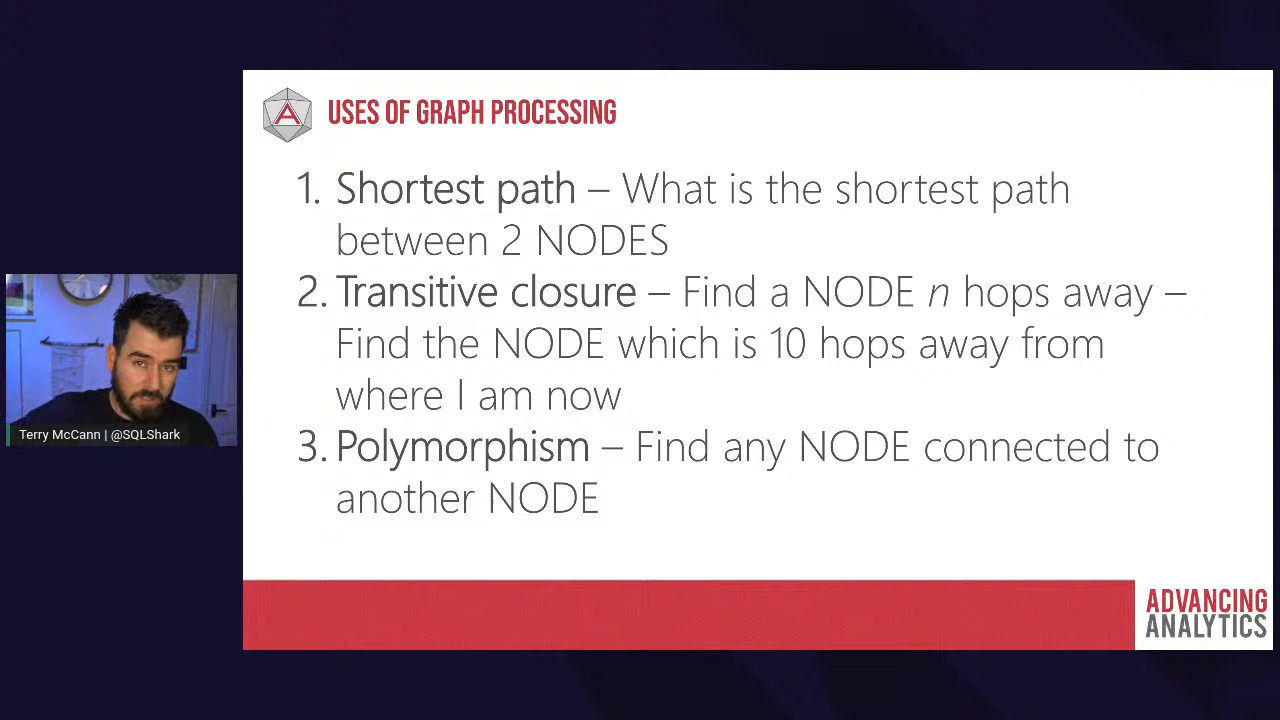 USES OF GRAPH PROCESSING
1. Shortest path – What is the shortest path
between 2 NODES
2. Transitive closure – Find a NODE n hops away –
Find the NODE which is 10 hops away from
where I am now
3. Polymorphism – Find any NODE connected to
another NODE
Terry McCann | @SQLShark
ADVANCING
ANALYTICS